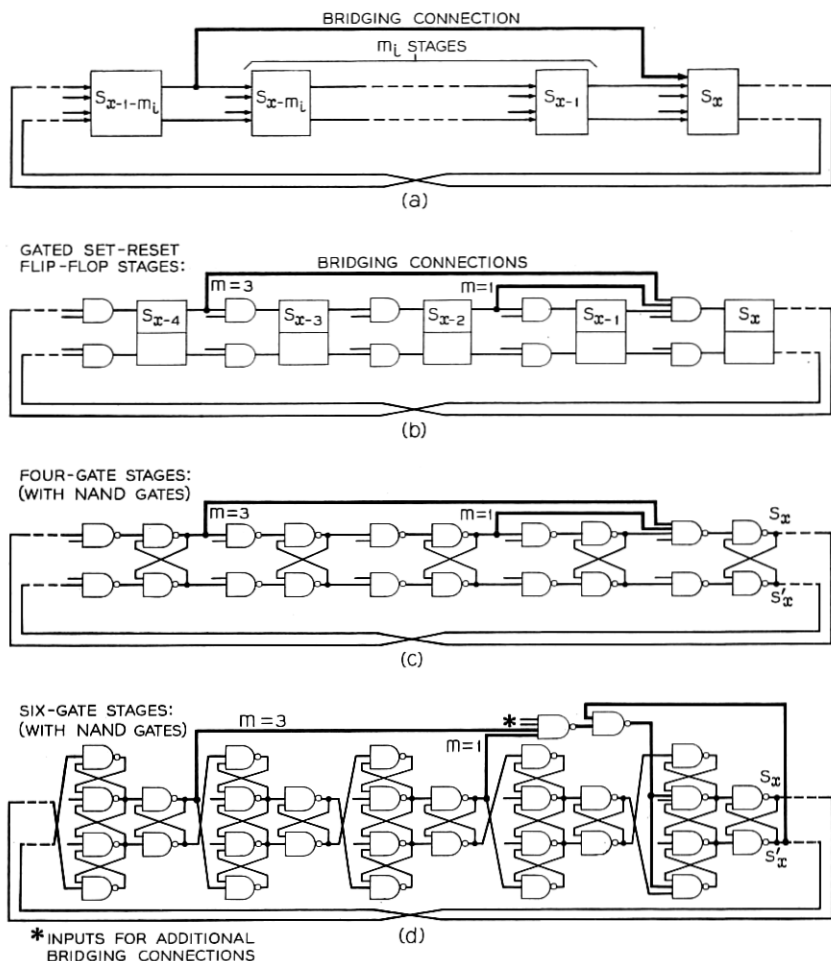 BRIDGING CONNECTION
mᵢ STAGES
Sₓ₋₁₋ₘᵢ
Sₓ₋ₘᵢ
Sₓ₋₁
Sₓ
(a)
GATED SET-RESET
FLIP-FLOP STAGES:
BRIDGING CONNECTIONS
m=3
m=1
Sₓ₋₄
Sₓ₋₃
Sₓ₋₂
Sₓ₋₁
Sₓ
(b)
FOUR-GATE STAGES:
(WITH NAND GATES)
m=3
m=1
Sₓ
S'ₓ
(c)
SIX-GATE STAGES:
(WITH NAND GATES)
m=3
*
m=1
Sₓ
S'ₓ
*INPUTS FOR ADDITIONAL
BRIDGING CONNECTIONS
(d)